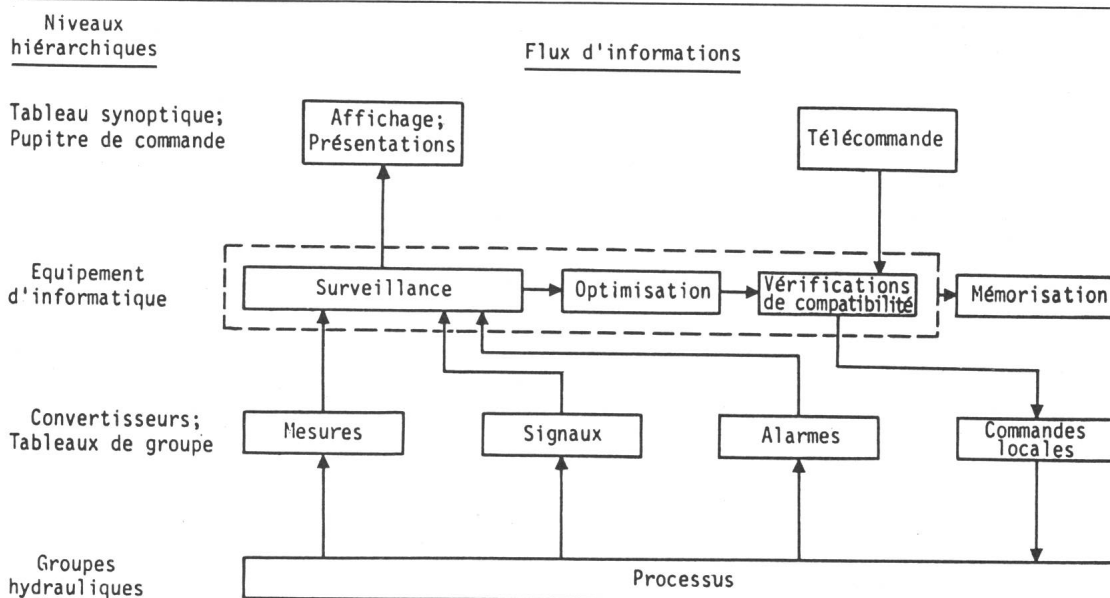 Niveaux
hiérarchiques
Flux d'informations
Tableau synoptique;
Pupitre de commande
Affichage;
Présentations
Télécommande
Equipement
d'informatique
Surveillance
Optimisation
Vérifications
de compatibilité
Mémorisation
Convertisseurs;
Tableaux de groupe
Mesures
Signaux
Alarmes
Commandes
locales
Groupes
hydrauliques
Processus